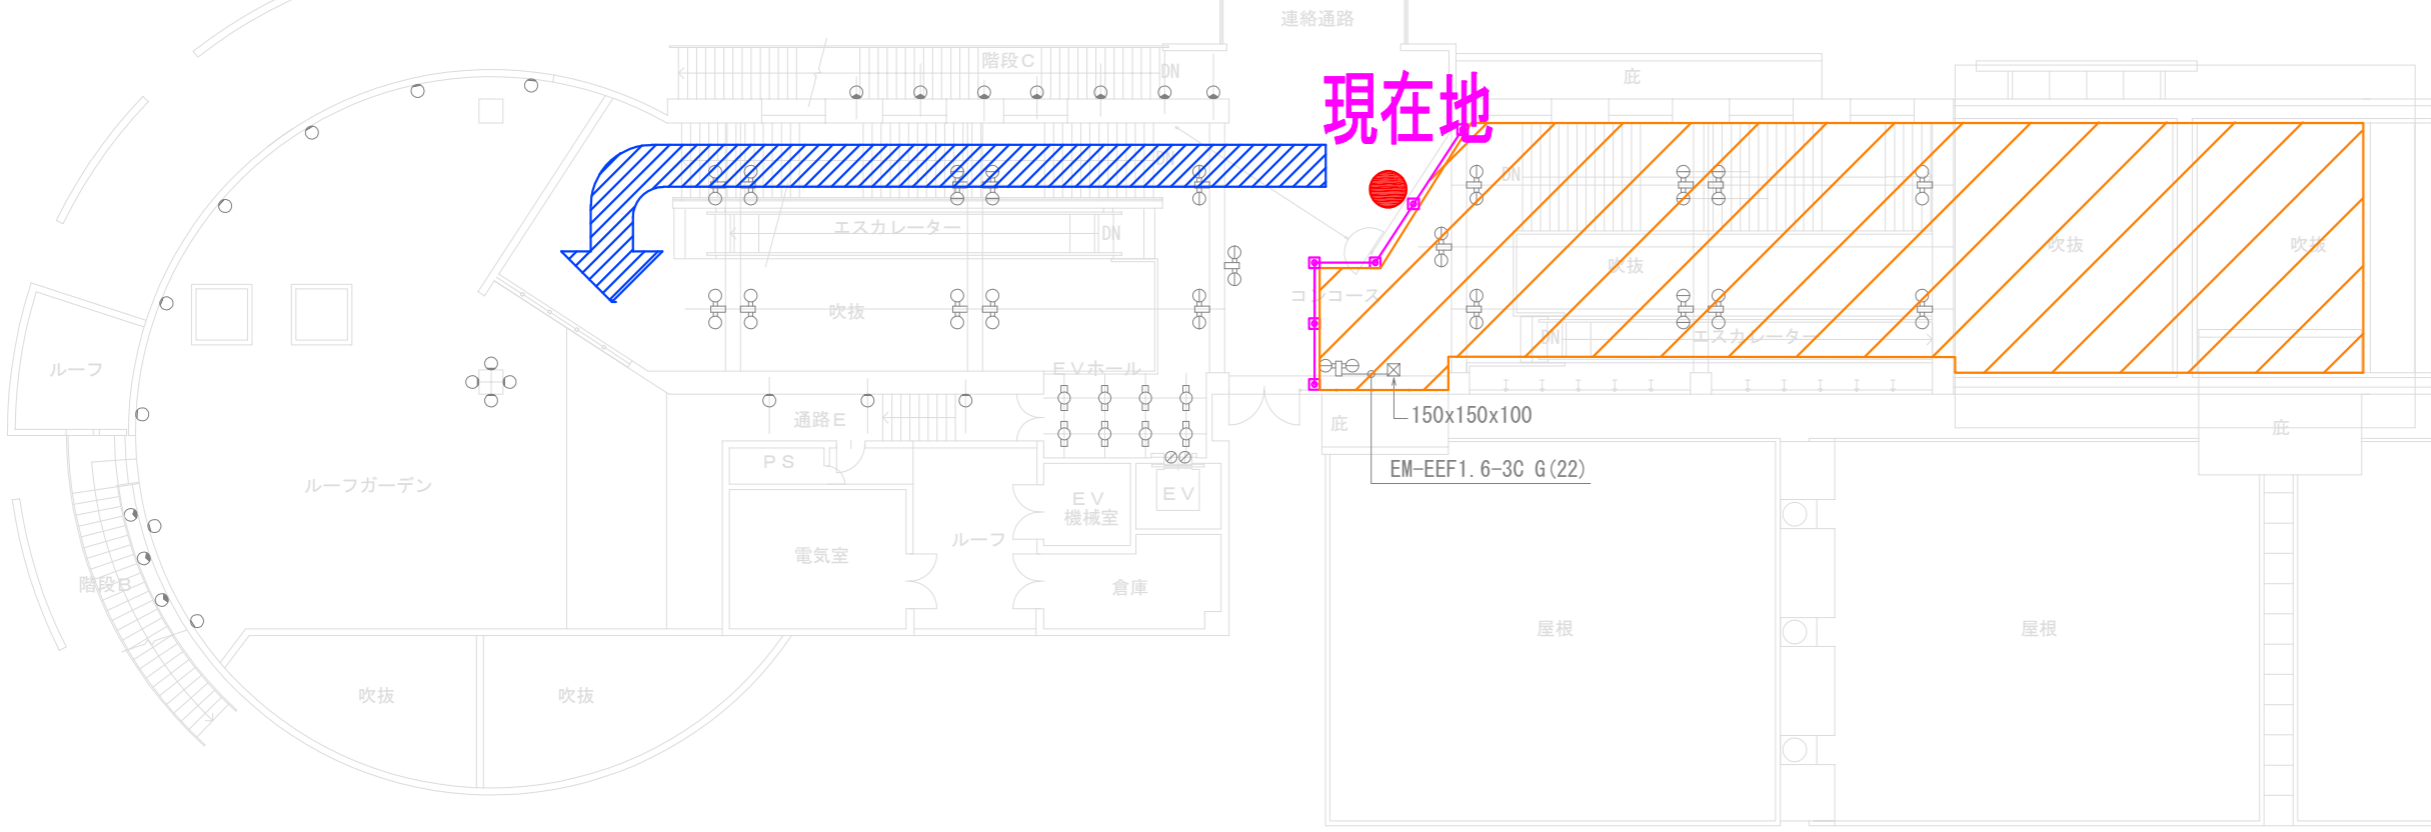 連絡通路
階段C
DN
庇
現在地
DN
DN
エスカレーター
DN
吹抜
吹抜
吹抜
コンコース
吹抜
DN
エスカレーター
ルーフ
EVホール
通路E
150x150x100
庇
庇
PS
EM-EEF1.6-3C G(22)
ルーフガーデン
EV
機械室
EV
電気室
ルーフ
階段B
倉庫
屋根
屋根
吹抜
吹抜